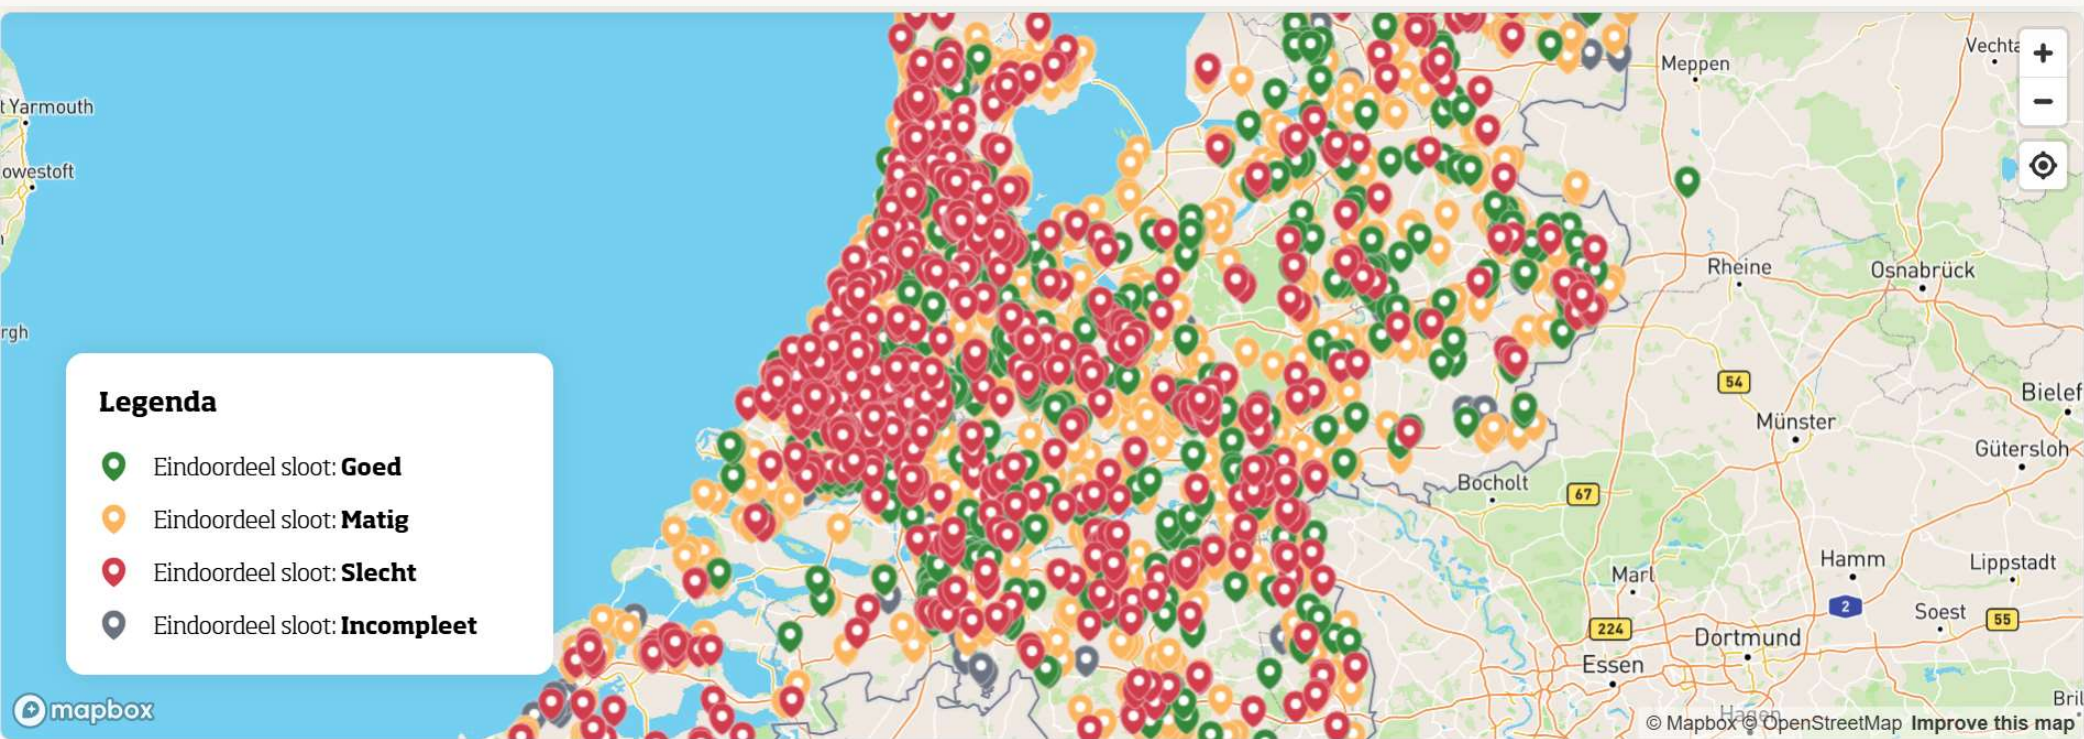 t Yarmouth
owestoft
rgh
Legenda
Eindoordeel sloot: Goed
Eindoordeel sloot: Matig
Eindoordeel sloot: Slecht
Eindoordeel sloot: Incompleet
mapbox
Meppen
Vechta
+
−
Rheine
Osnabrück
54
Bielef
Münster
Gütersloh
Bocholt
67
Hamm
Lippstadt
Marl
2
Soest
55
224
Dortmund
Essen
Bril
Hagen
© Mapbox © OpenStreetMap Improve this map